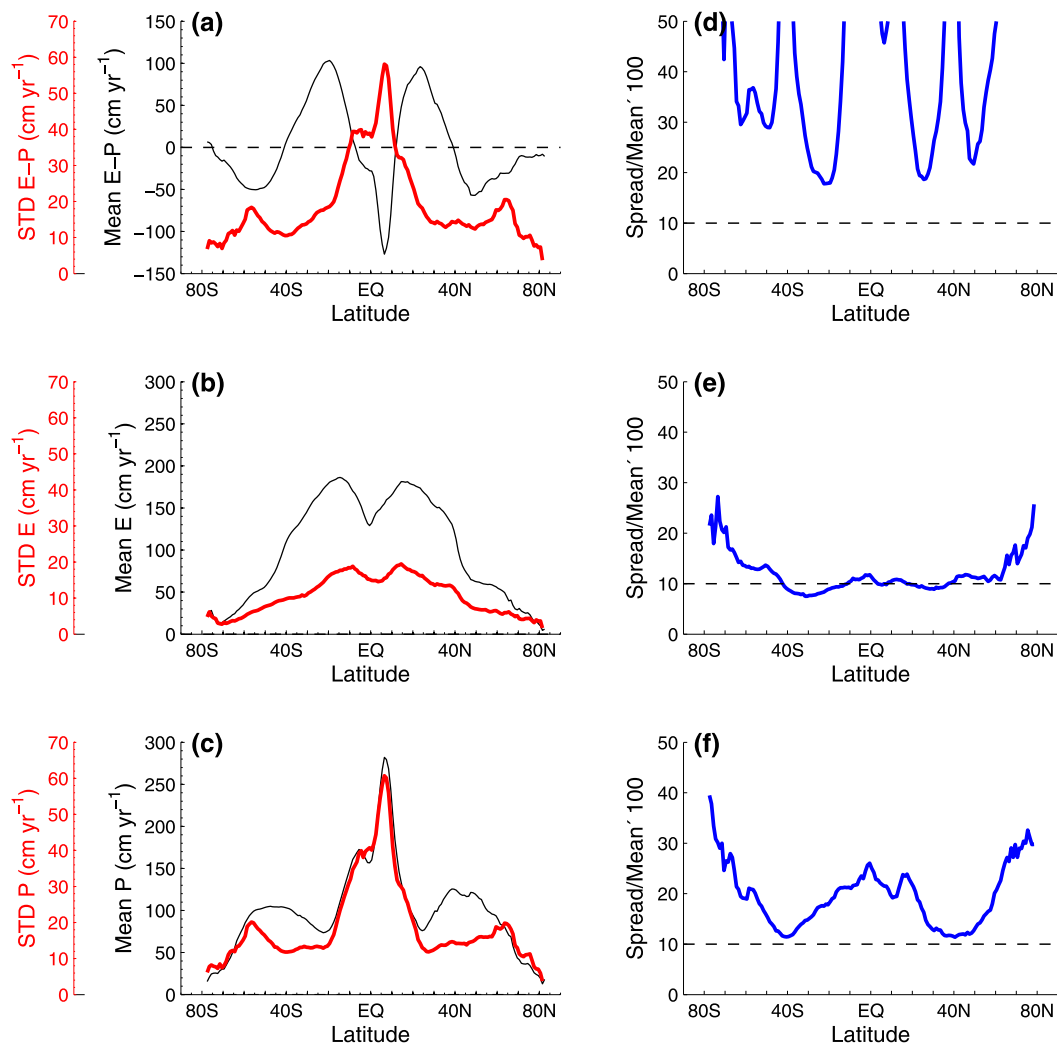 (a)
STD E−P (cm yr⁻¹)
70
60
50
40
30
20
10
0
Mean E−P (cm yr⁻¹)
150
100
50
0
−50
−100
−150
80S 40S EQ 40N 80N
Latitude
(d)
Spread/Mean´ 100
50
40
30
20
10
0
80S 40S EQ 40N 80N
Latitude
(b)
STD E (cm yr⁻¹)
70
60
50
40
30
20
10
0
Mean E (cm yr⁻¹)
300
250
200
150
100
50
0
80S 40S EQ 40N 80N
Latitude
(e)
Spread/Mean´ 100
50
40
30
20
10
0
80S 40S EQ 40N 80N
Latitude
(c)
STD P (cm yr⁻¹)
70
60
50
40
30
20
10
0
Mean P (cm yr⁻¹)
300
250
200
150
100
50
0
80S 40S EQ 40N 80N
Latitude
(f)
Spread/Mean´ 100
50
40
30
20
10
0
80S 40S EQ 40N 80N
Latitude